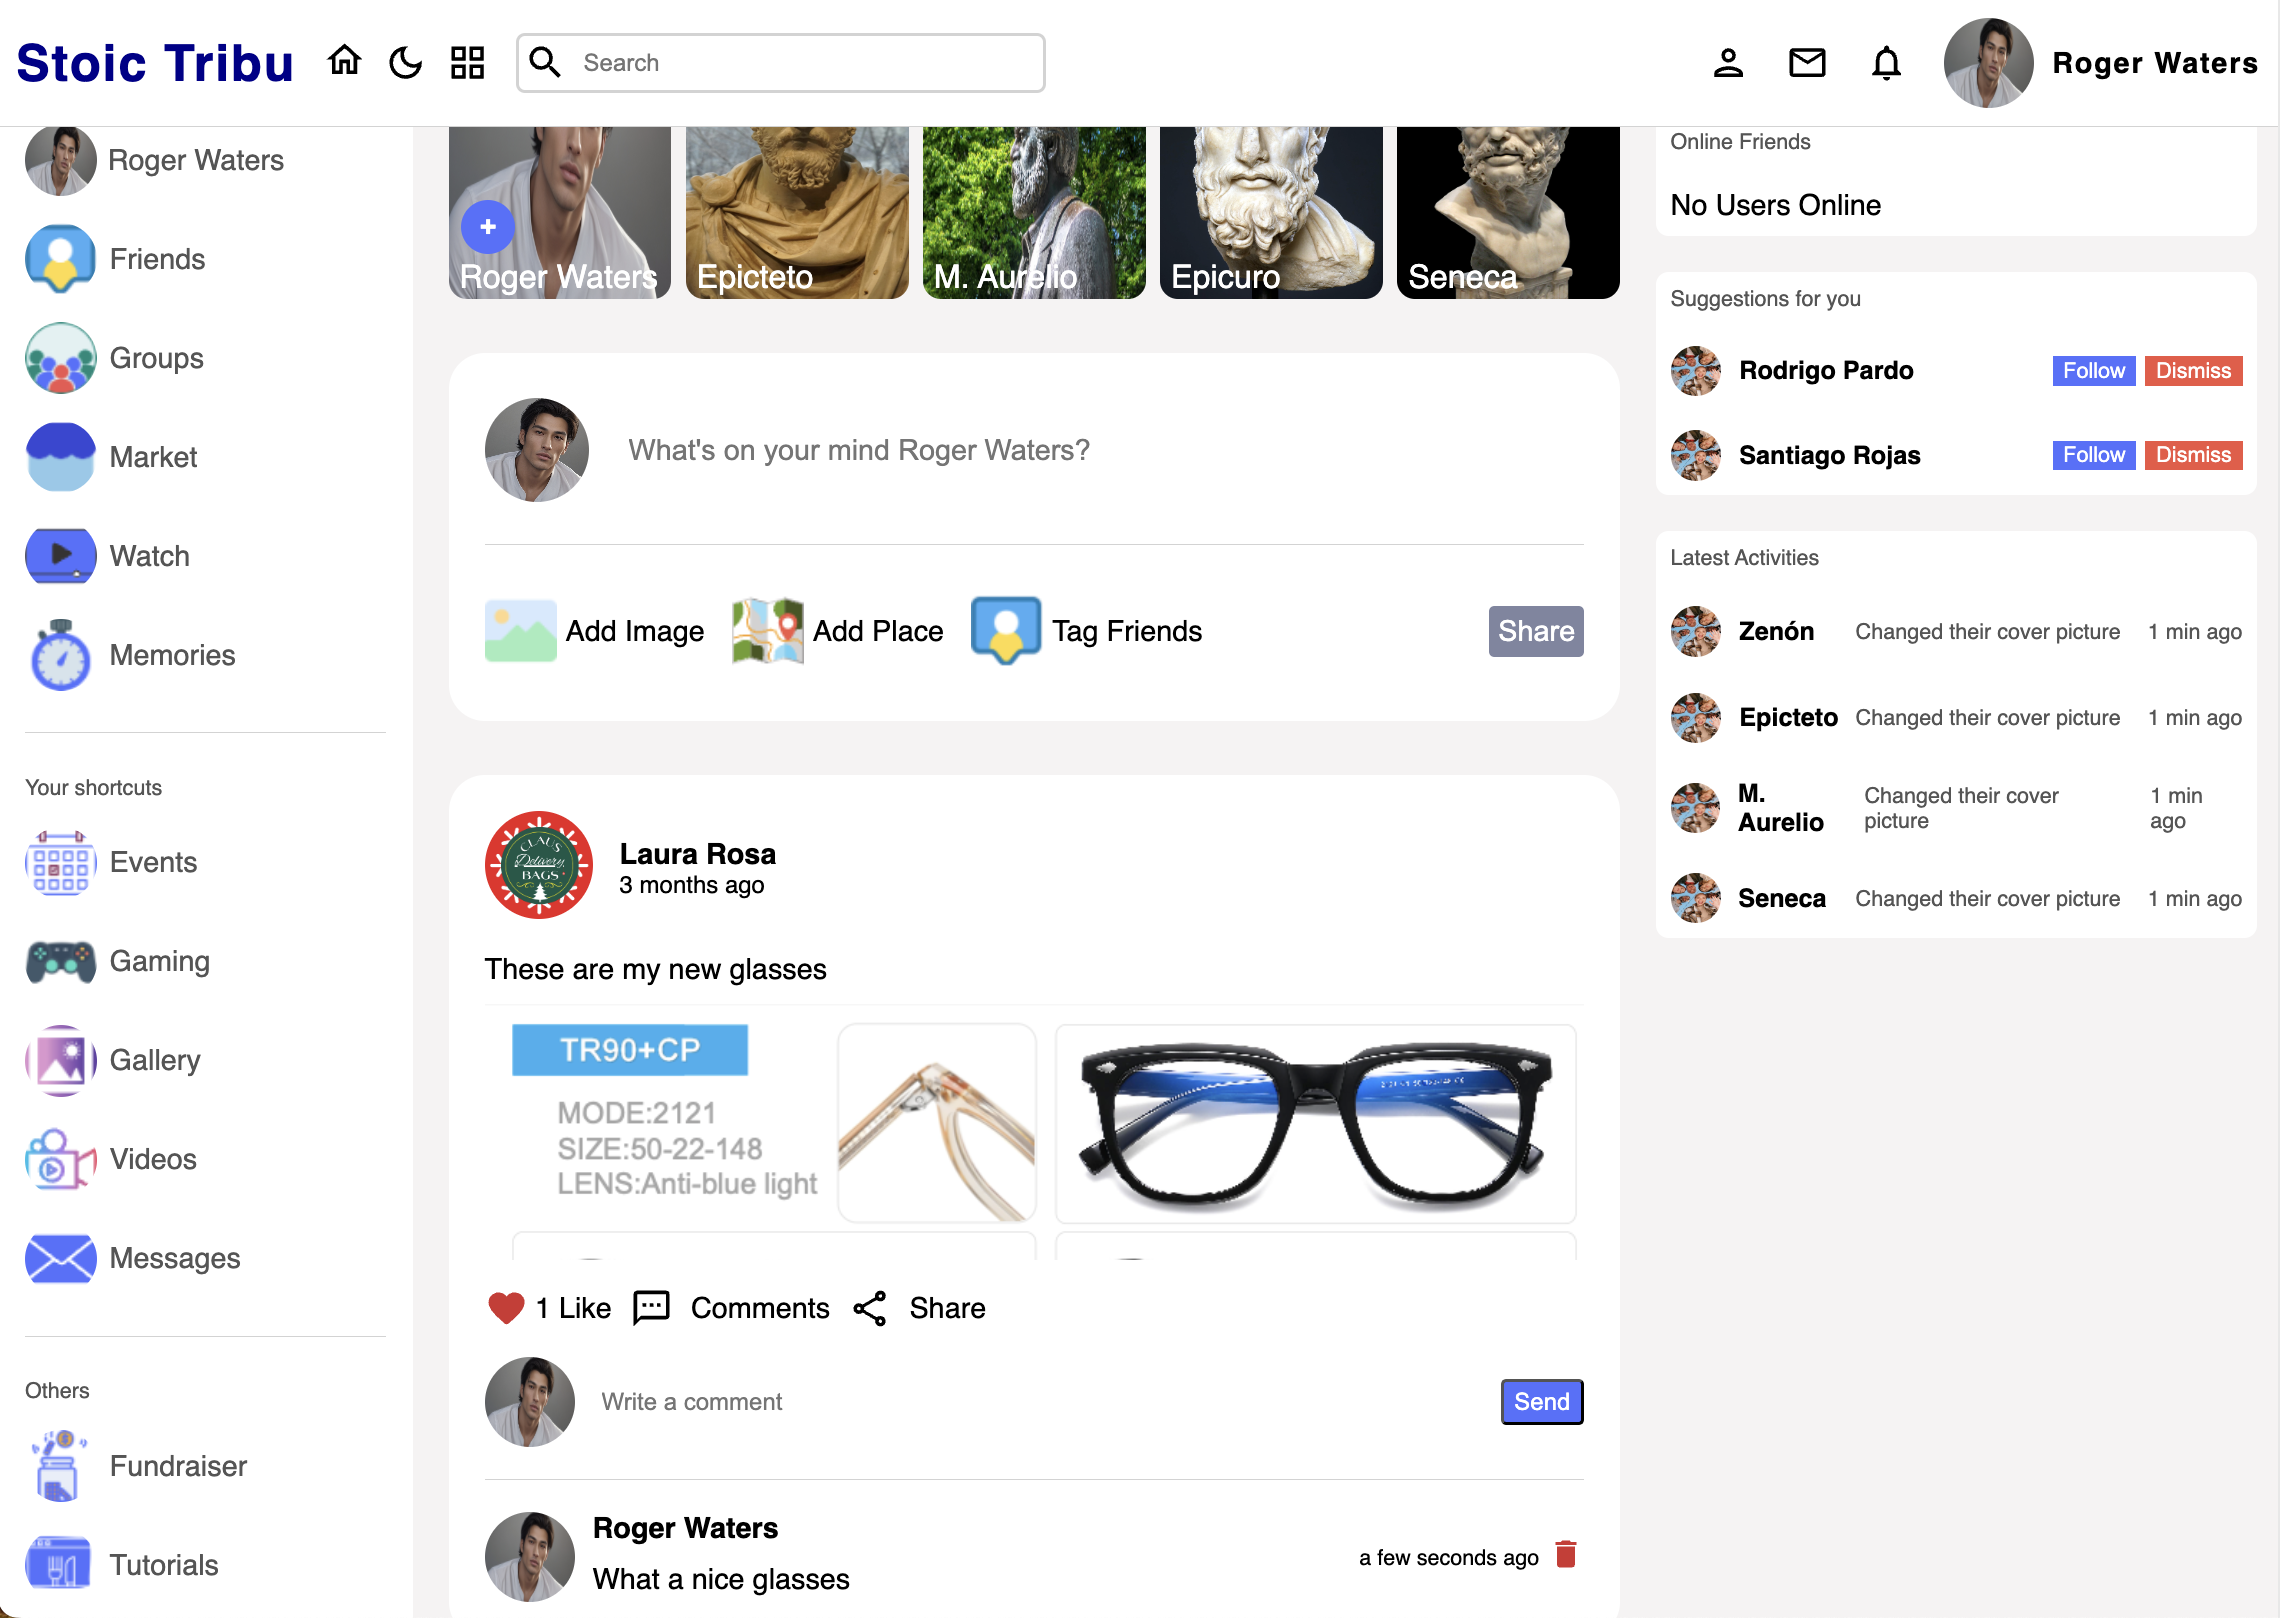 Stoic Tribu
Search
Roger Waters
Roger Waters
Friends
Groups
Market
Watch
Memories
Your shortcuts
Events
Gaming
Gallery
Videos
Messages
Others
Fundraiser
Tutorials
+
Roger Waters
Epicteto
M. Aurelio
Epicuro
Seneca
What's on your mind Roger Waters?
Add Image
Add Place
Tag Friends
Share
Laura Rosa
3 months ago
CLAUS
Delivery
BAGS
These are my new glasses
TR90+CP
MODE:2121
SIZE:50-22-148
LENS:Anti-blue light
1 Like
Comments
Share
Write a comment
Send
Roger Waters
What a nice glasses
a few seconds ago
Online Friends
No Users Online
Suggestions for you
Rodrigo Pardo
Follow
Dismiss
Santiago Rojas
Follow
Dismiss
Latest Activities
Zenón
Changed their cover picture
1 min ago
Epicteto
Changed their cover picture
1 min ago
M.
Aurelio
Changed their cover
picture
1 min
ago
Seneca
Changed their cover picture
1 min ago